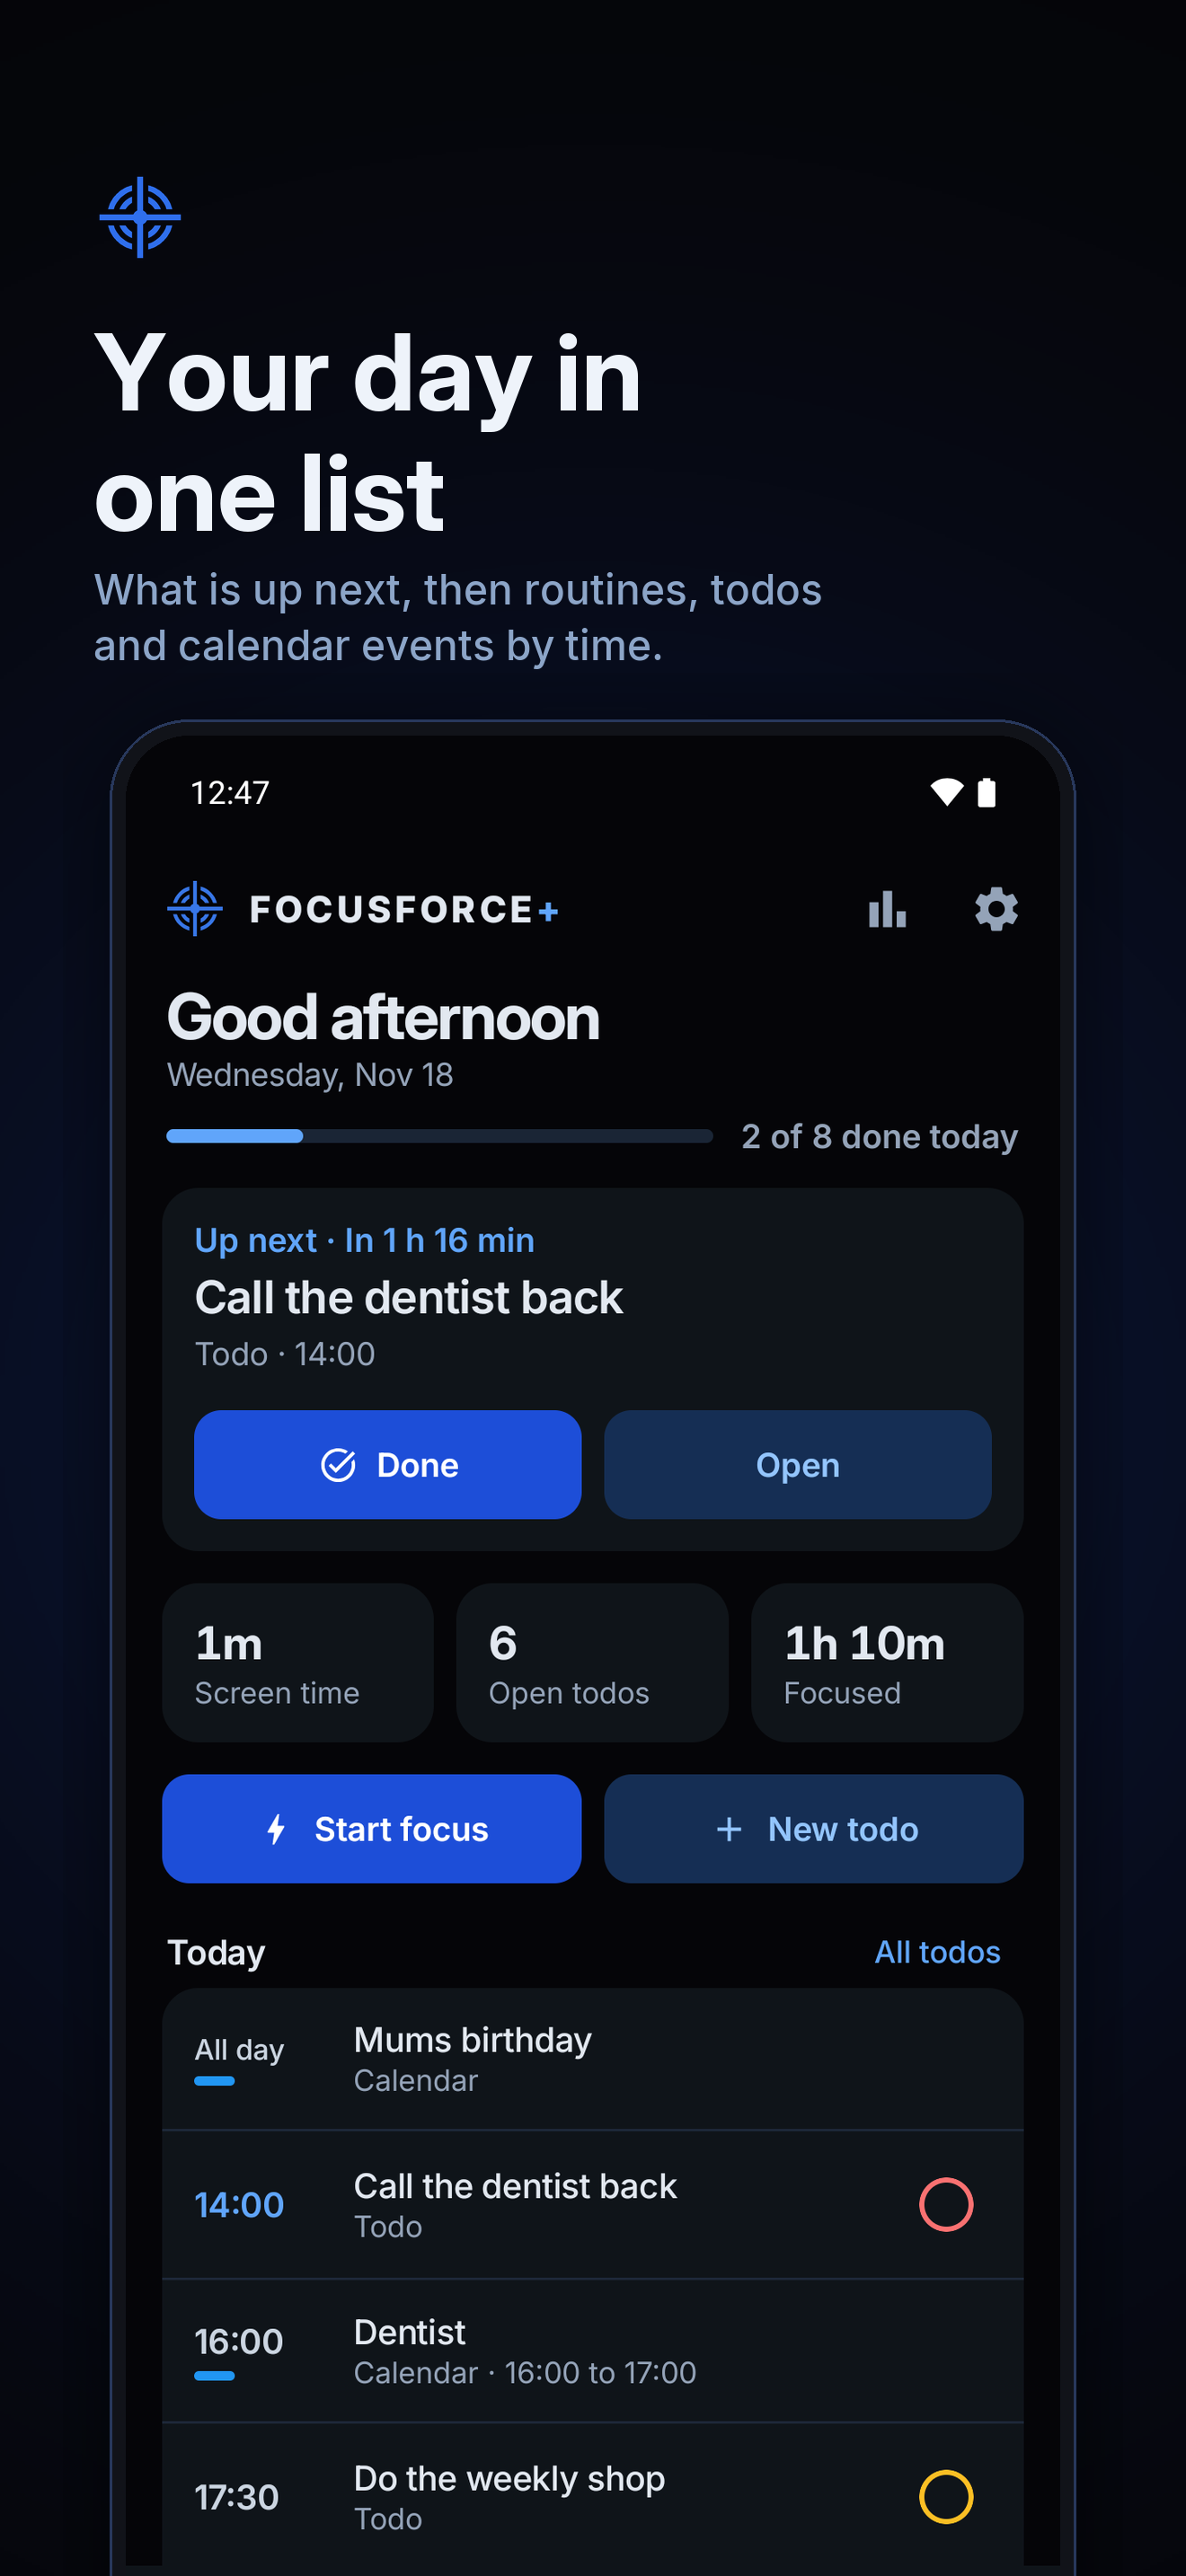 Your day in
one list
What is up next, then routines, todos
and calendar events by time.
12:47
FOCUSFORCE+
Good afternoon
Wednesday, Nov 18
2 of 8 done today
Up next · In 1 h 16 min
Call the dentist back
Todo · 14:00
Done
Open
1m
Screen time
6
Open todos
1h 10m
Focused
Start focus
New todo
Today
All todos
All day
Mums birthday
Calendar
14:00
Call the dentist back
Todo
16:00
Dentist
Calendar · 16:00 to 17:00
17:30
Do the weekly shop
Todo